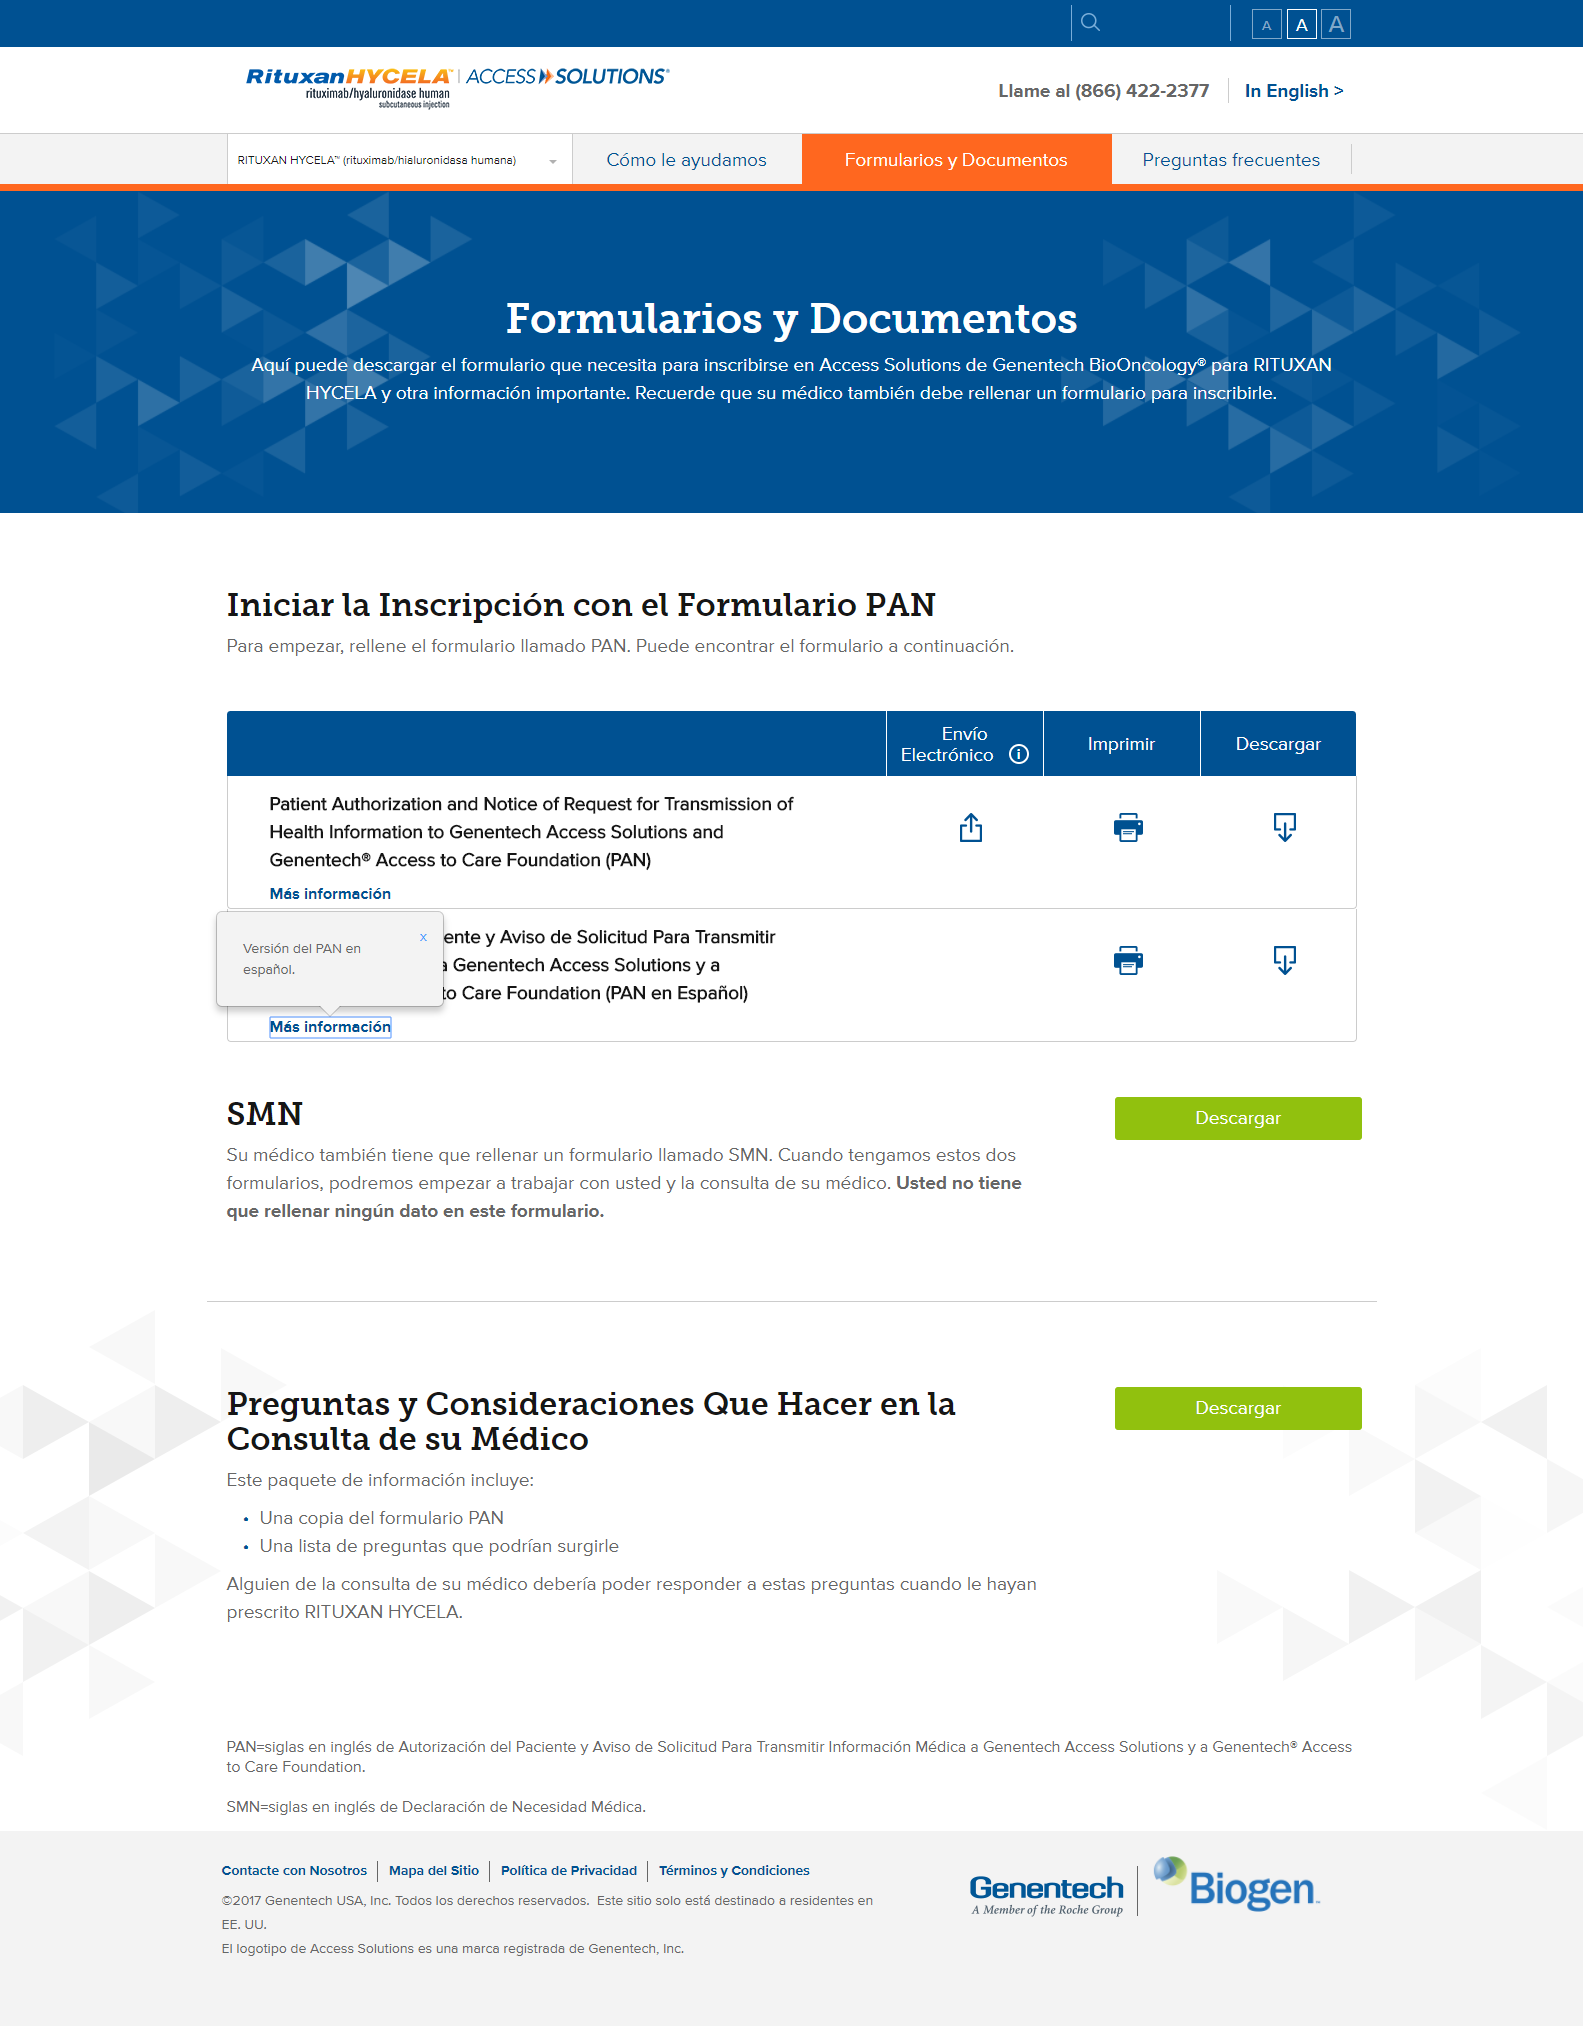 A A A
RituxanHYCELA™ | ACCESS SOLUTIONS®
rituximab/hyaluronidase human
subcutaneous injection
Llame al (866) 422-2377
In English >
RITUXAN HYCELA™ (rituximab/hialuronidasa humana)
Cómo le ayudamos
Formularios y Documentos
Preguntas frecuentes
Formularios y Documentos
Aquí puede descargar el formulario que necesita para inscribirse en Access Solutions de Genentech BioOncology® para RITUXAN
HYCELA y otra información importante. Recuerde que su médico también debe rellenar un formulario para inscribirle.
Iniciar la Inscripción con el Formulario PAN
Para empezar, rellene el formulario llamado PAN. Puede encontrar el formulario a continuación.
Envío
Electrónico
Imprimir
Descargar
Patient Authorization and Notice of Request for Transmission of
Health Information to Genentech Access Solutions and
Genentech® Access to Care Foundation (PAN)
Más información
Versión del PAN en
español.
x
ente y Aviso de Solicitud Para Transmitir
a Genentech Access Solutions y a
to Care Foundation (PAN en Español)
Más información
SMN
Descargar
Su médico también tiene que rellenar un formulario llamado SMN. Cuando tengamos estos dos
formularios, podremos empezar a trabajar con usted y la consulta de su médico. Usted no tiene
que rellenar ningún dato en este formulario.
Preguntas y Consideraciones Que Hacer en la
Consulta de su Médico
Descargar
Este paquete de información incluye:
• Una copia del formulario PAN
• Una lista de preguntas que podrían surgirle
Alguien de la consulta de su médico debería poder responder a estas preguntas cuando le hayan
prescrito RITUXAN HYCELA.
PAN=siglas en inglés de Autorización del Paciente y Aviso de Solicitud Para Transmitir Información Médica a Genentech Access Solutions y a Genentech® Access
to Care Foundation.
SMN=siglas en inglés de Declaración de Necesidad Médica.
Contacte con Nosotros | Mapa del Sitio | Política de Privacidad | Términos y Condiciones
©2017 Genentech USA, Inc. Todos los derechos reservados. Este sitio solo está destinado a residentes en
EE. UU.
El logotipo de Access Solutions es una marca registrada de Genentech, Inc.
Genentech
A Member of the Roche Group
Biogen™